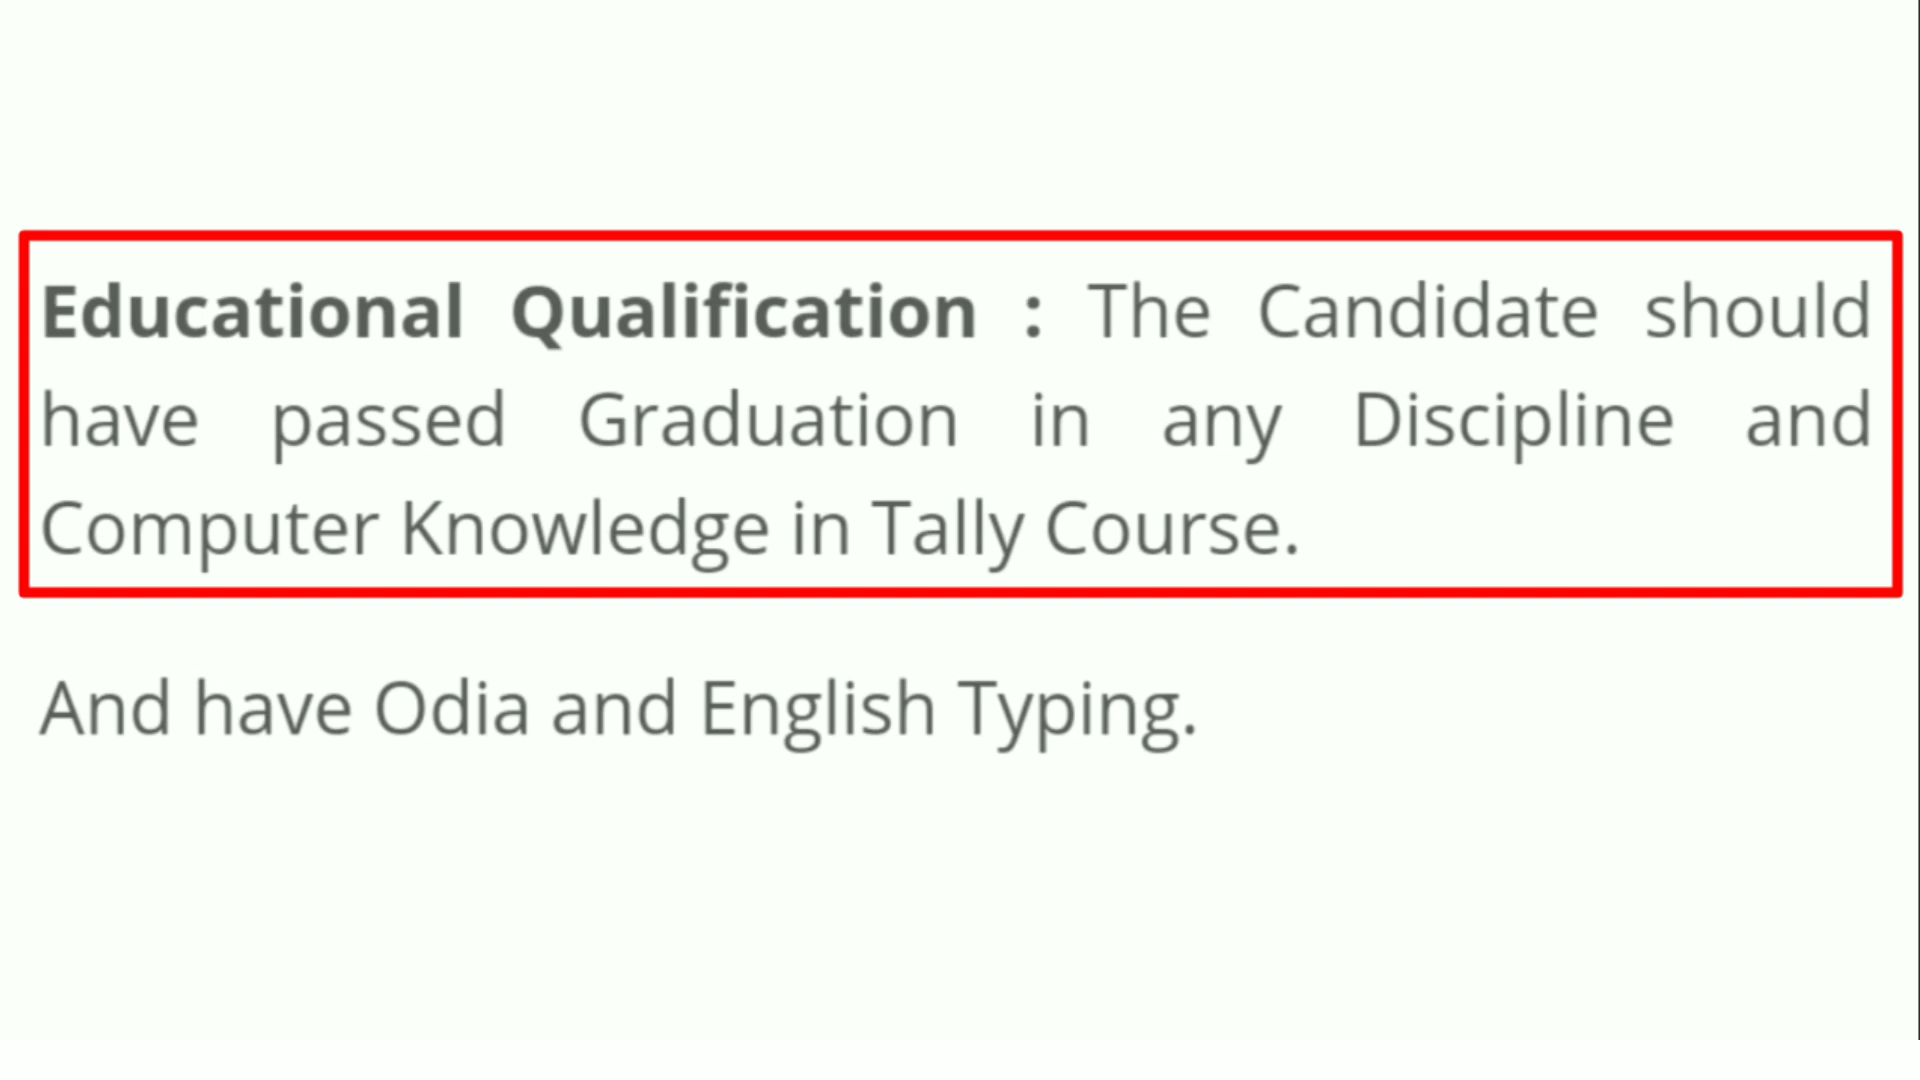 Educational Qualification : The Candidate should
have passed Graduation in any Discipline and
Computer Knowledge in Tally Course.
And have Odia and English Typing.